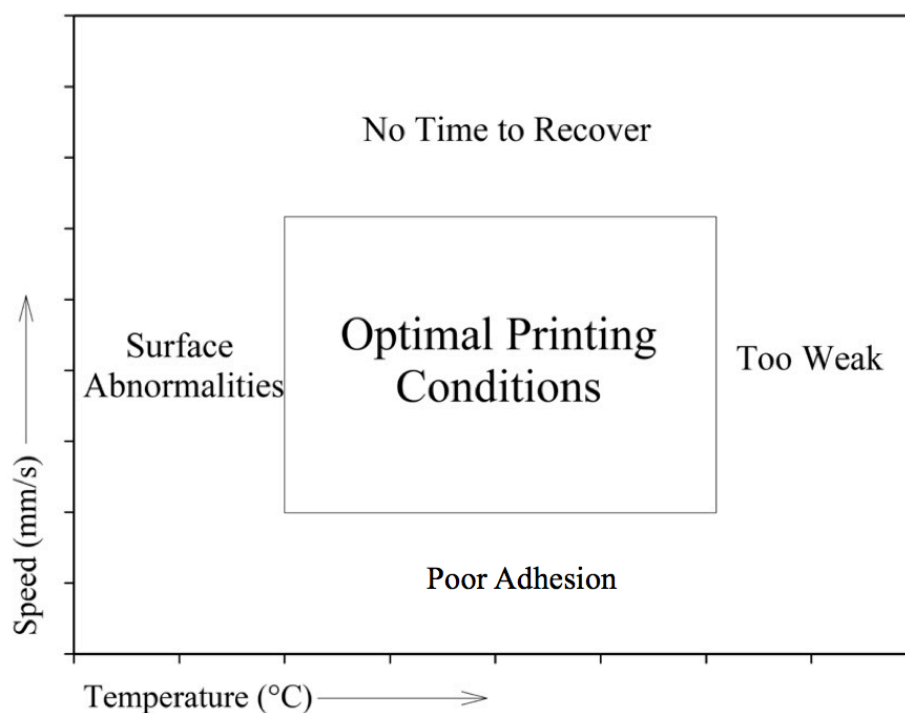 No Time to Recover
Surface
Abnormalities
Optimal Printing
Conditions
Too Weak
Poor Adhesion
Speed (mm/s)
Temperature (°C)